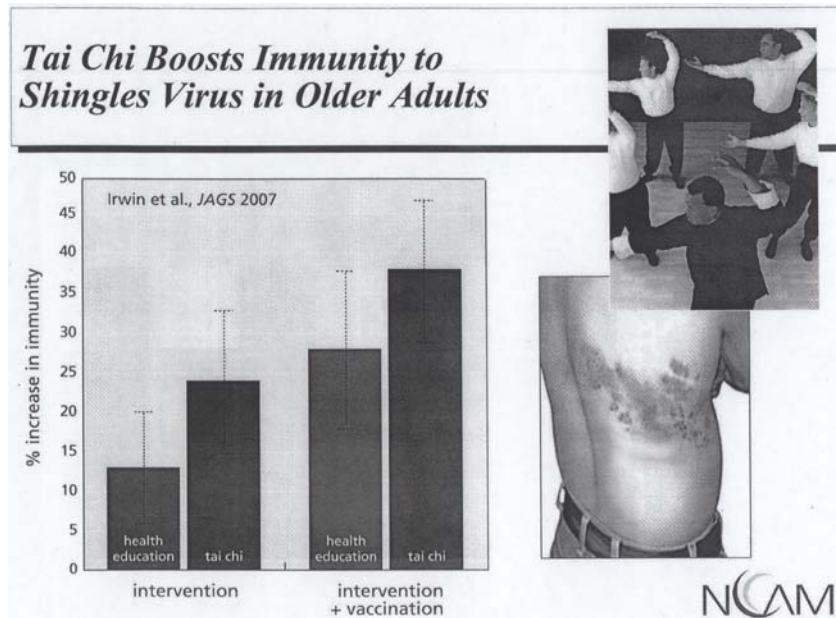 Tai Chi Boosts Immunity to
Shingles Virus in Older Adults
Irwin et al., JAGS 2007
% increase in immunity
50
45
40
35
30
25
20
15
10
5
0
health
education
tai chi
health
education
tai chi
intervention
intervention
+ vaccination
NCCAM